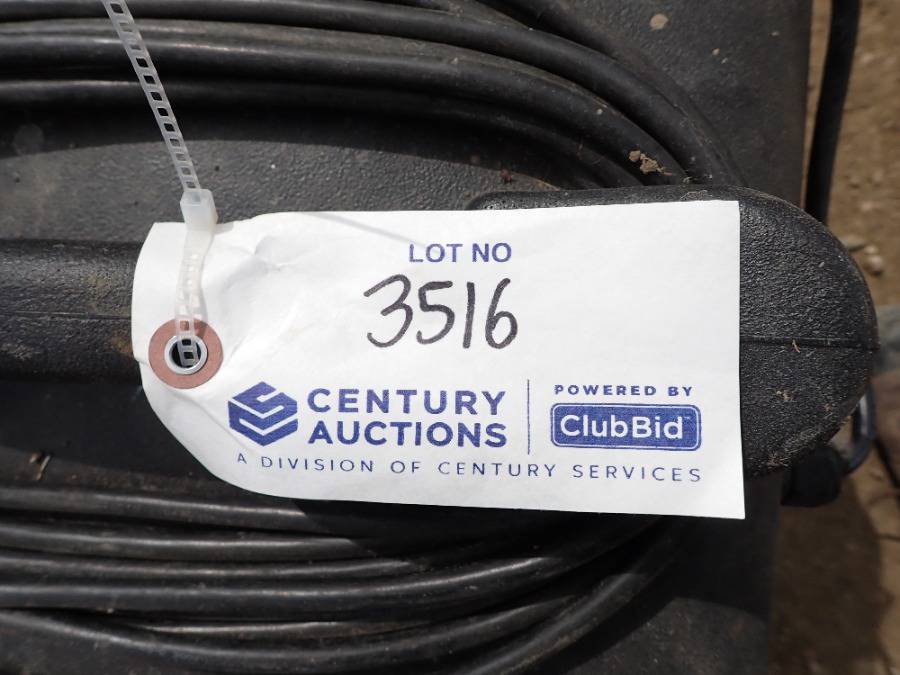 LOT NO
3516
CENTURY
AUCTIONS
POWERED BY
ClubBid
A DIVISION OF CENTURY SERVICES